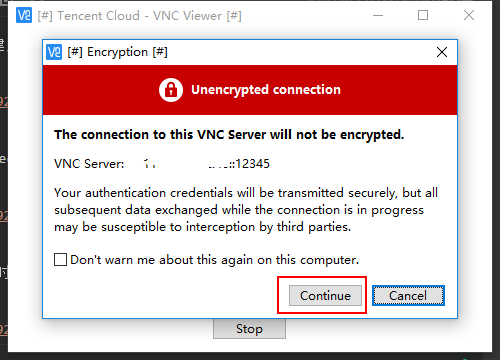 [#] Tencent Cloud - VNC Viewer [#]
[#] Encryption [#]
Unencrypted connection
The connection to this VNC Server will not be encrypted.
VNC Server: ::12345
Your authentication credentials will be transmitted securely, but all
subsequent data exchanged while the connection is in progress
may be susceptible to interception by third parties.
Don't warn me about this again on this computer.
Continue Cancel
Stop